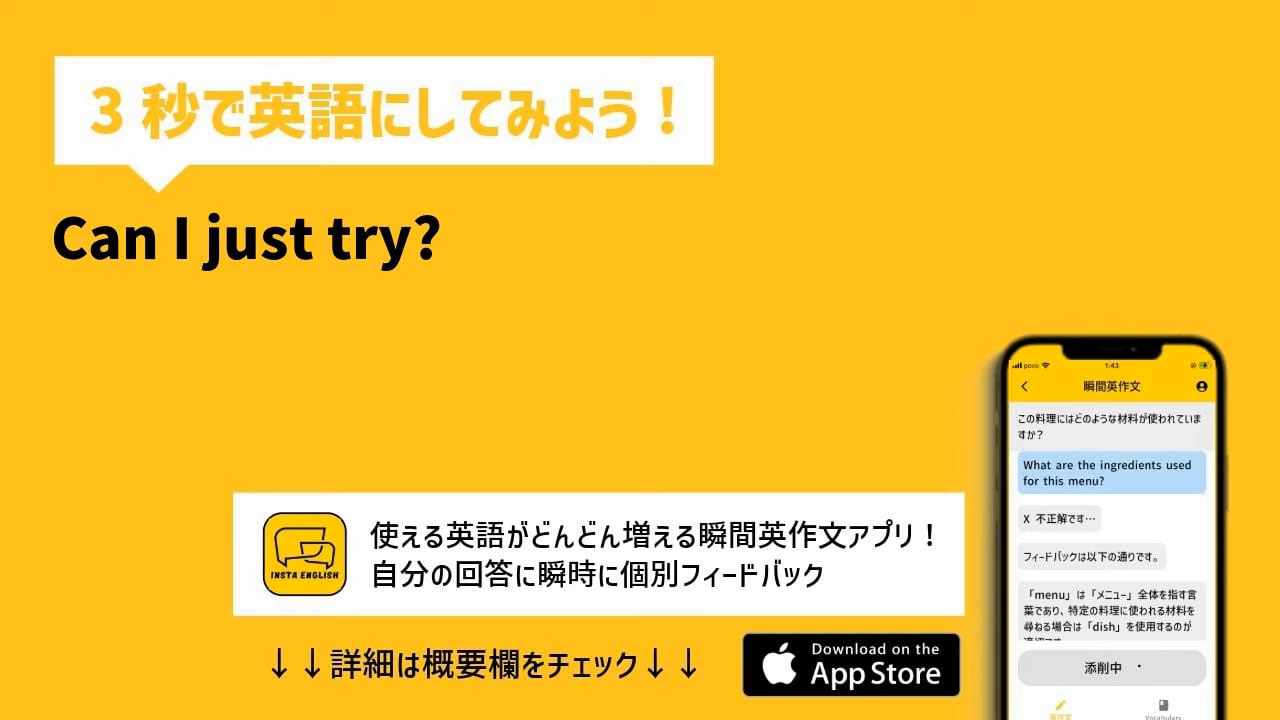 3 秒で英語にしてみよう！
Can I just try?
povo
1:43
瞬間英作文
この料理にはどのような材料が使われていま
すか？
What are the ingredients used
for this menu?
X 不正解です…
フィードバックは以下の通りです。
「menu」は「メニュー」全体を指す言
葉であり、特定の料理に使われる材料を
尋ねる場合は「dish」を使用するのが
添削中 ・
英作文
Vocabulary
INSTA ENGLISH
使える英語がどんどん増える瞬間英作文アプリ！
自分の回答に瞬時に個別フィードバック
↓↓詳細は概要欄をチェック↓↓
Download on the
App Store